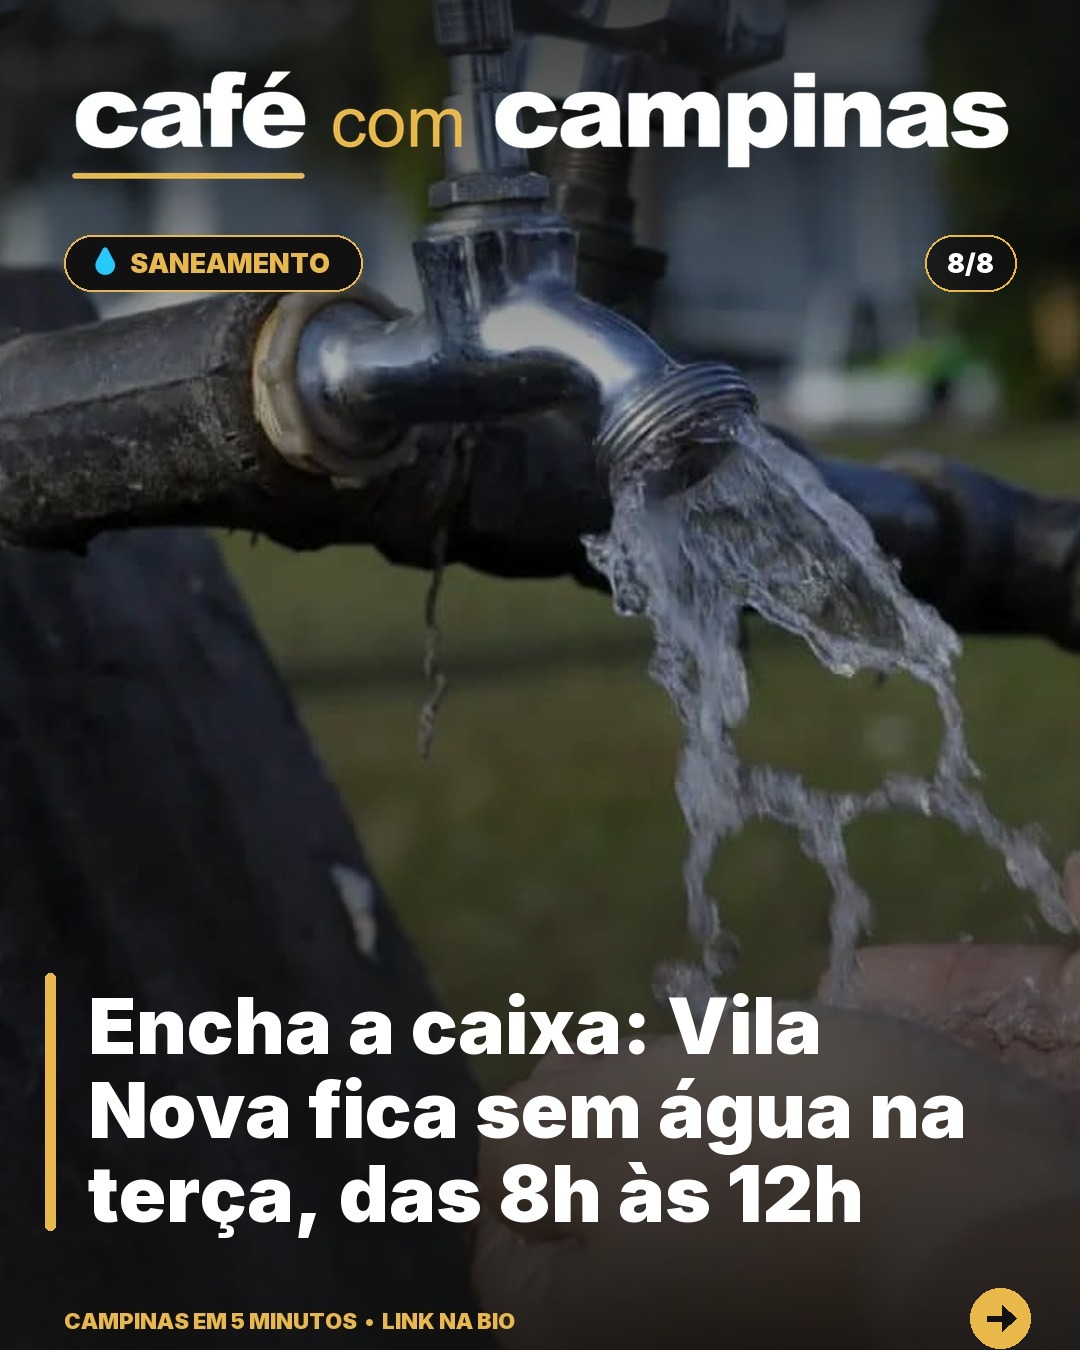 café com campinas
SANEAMENTO
8/8
Encha a caixa: Vila
Nova fica sem água na
terça, das 8h às 12h
CAMPINAS EM 5 MINUTOS • LINK NA BIO